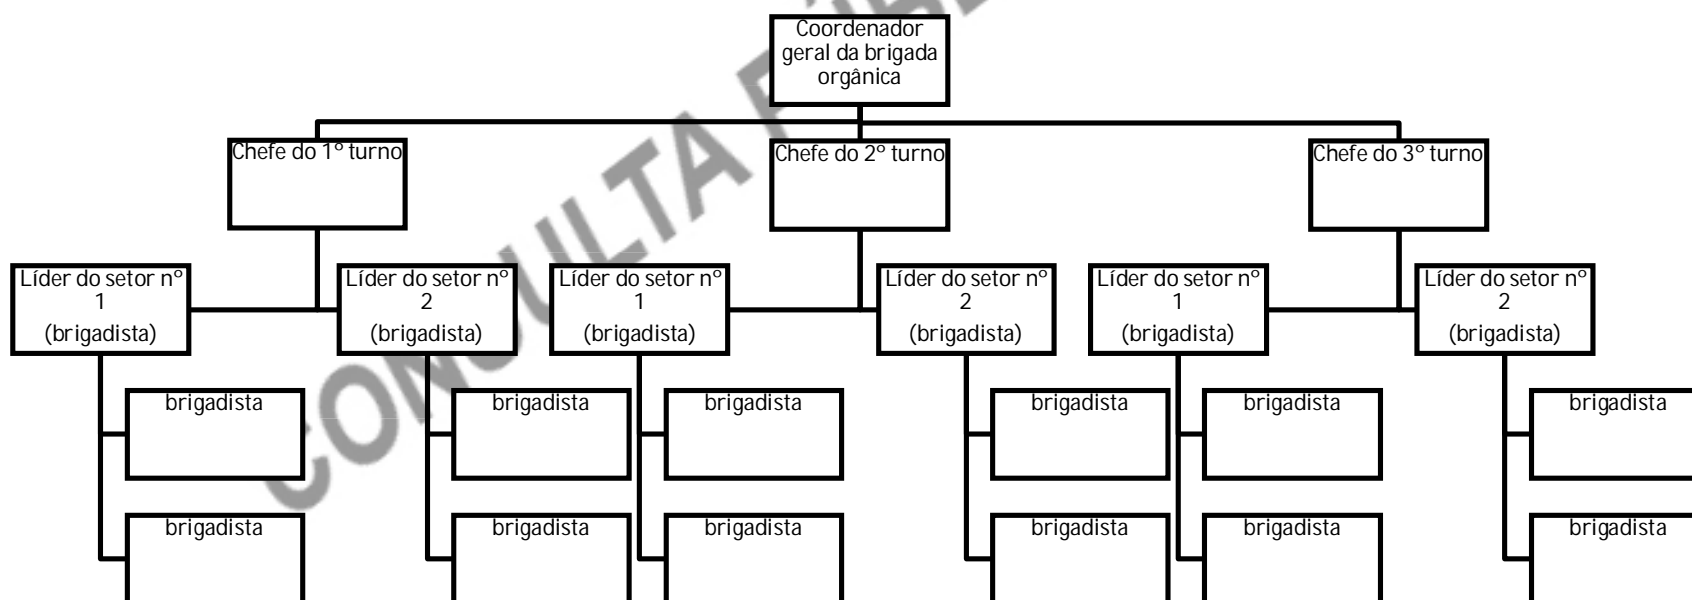 Coordenador
geral da brigada
orgânica
Chefe do 1º turno
Chefe do 2º turno
Chefe do 3º turno
Líder do setor nº
1
(brigadista)
Líder do setor nº
2
(brigadista)
Líder do setor nº
1
(brigadista)
Líder do setor nº
2
(brigadista)
Líder do setor nº
1
(brigadista)
Líder do setor nº
2
(brigadista)
brigadista
brigadista
brigadista
brigadista
brigadista
brigadista
brigadista
brigadista
brigadista
brigadista
brigadista
brigadista
CONSULTA